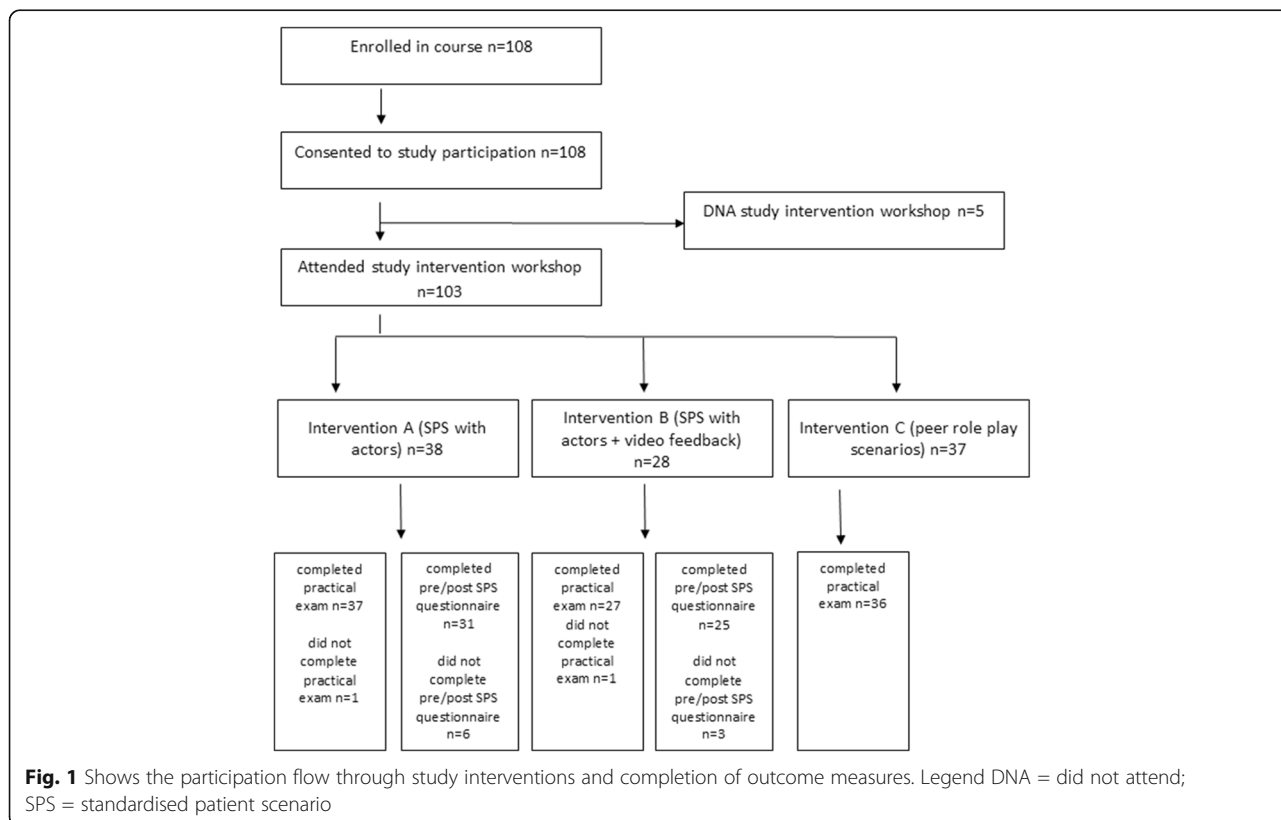 Enrolled in course n=108
Consented to study participation n=108
DNA study intervention workshop n=5
Attended study intervention workshop
n=103
Intervention A (SPS with
actors) n=38
Intervention B (SPS with
actors + video feedback)
n=28
Intervention C (peer role play
scenarios) n=37
completed
practical
exam n=37
did not
complete
practical
exam n=1
completed
pre/post SPS
questionnaire
n=31
did not
complete
pre/post SPS
questionnaire
n=6
completed
practical
exam n=27
did not
complete
practical
exam n=1
completed
pre/post SPS
questionnaire
n=25
did not
complete
pre/post SPS
questionnaire
n=3
completed
practical
exam n=36
Fig. 1 Shows the participation flow through study interventions and completion of outcome measures. Legend DNA = did not attend;
SPS = standardised patient scenario